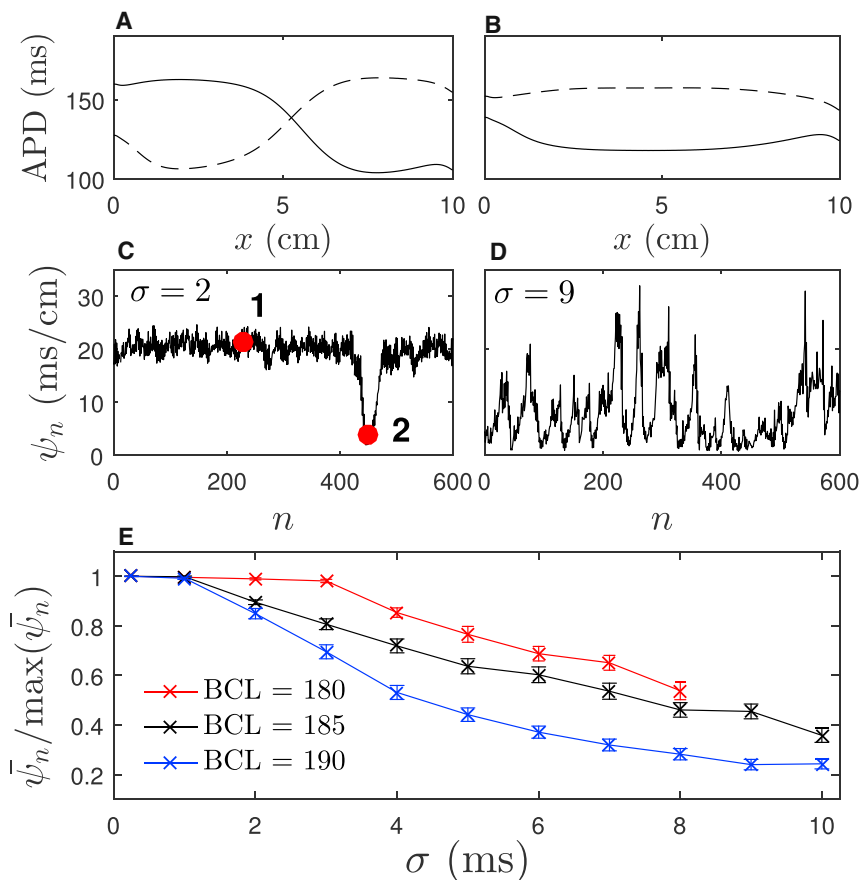 A
B
APD (ms)
150
100
0
5
10
0
5
10
x (cm)
x (cm)
C
D
ψn (ms/cm)
30
20
10
0
σ = 2
1
2
σ = 9
0
200
400
600
0
200
400
600
n
n
E
ψ̄n/max(ψ̄n)
1
0.8
0.6
0.4
0.2
BCL = 180
BCL = 185
BCL = 190
0
2
4
6
8
10
σ (ms)